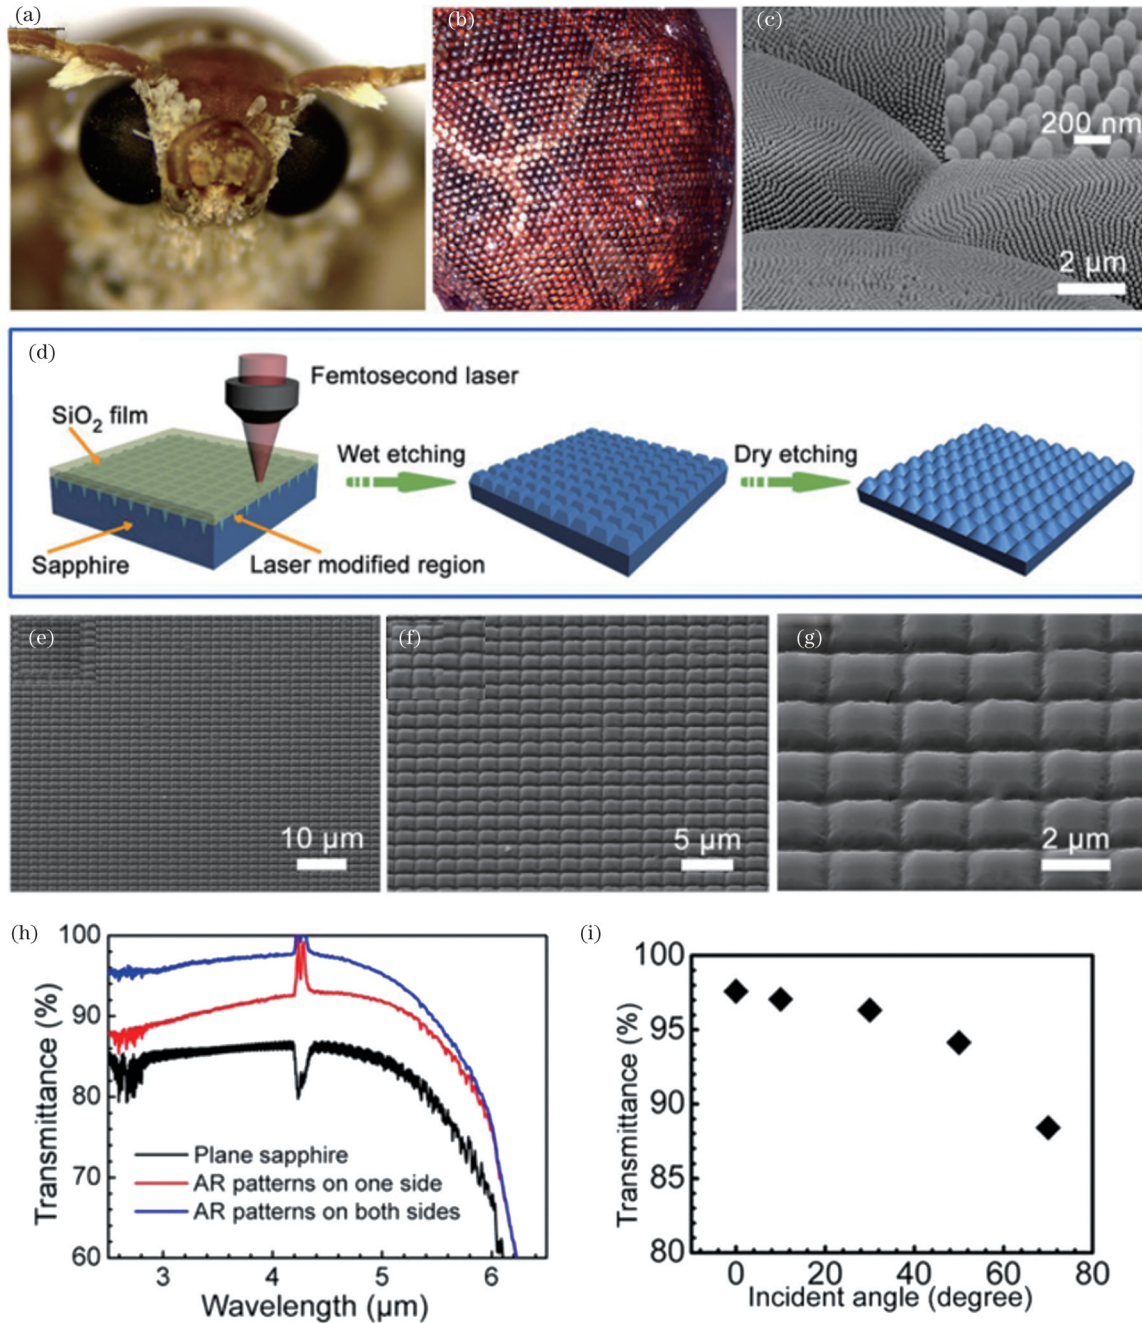 (a)
(b)
(c)
200 nm
2 μm
(d)
Femtosecond laser
SiO2 film
Wet etching
Dry etching
Sapphire
Laser modified region
(e)
(f)
(g)
10 μm
5 μm
2 μm
(h)
(i)
100
90
80
70
60
Transmittance (%)
Plane sapphire
AR patterns on one side
AR patterns on both sides
3 4 5 6
Wavelength (μm)
100
95
90
85
80
Transmittance (%)
0 20 40 60 80
Incident angle (degree)